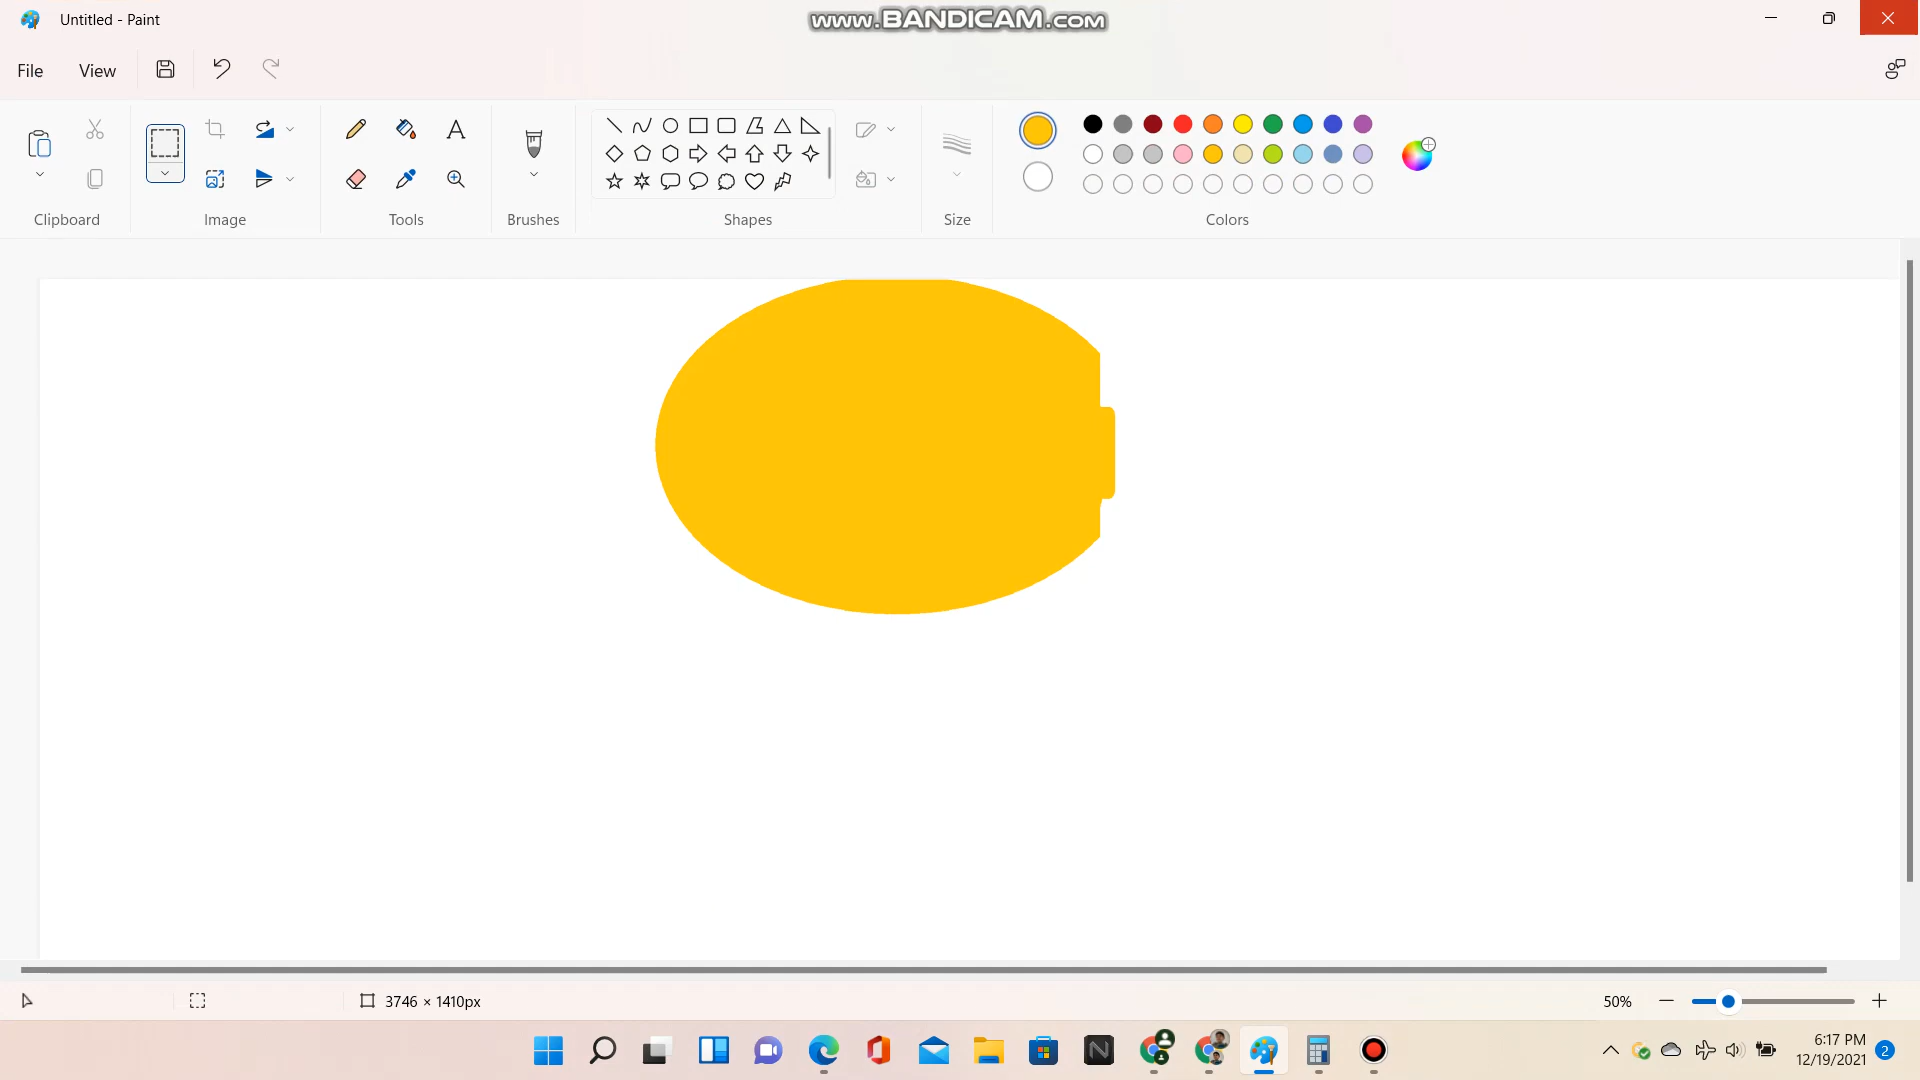 Untitled - Paint
www.BANDICAM.com
File
View
Clipboard
Image
Tools
Brushes
Shapes
Size
Colors
3746 × 1410px
50%
6:17 PM
12/19/2021
2